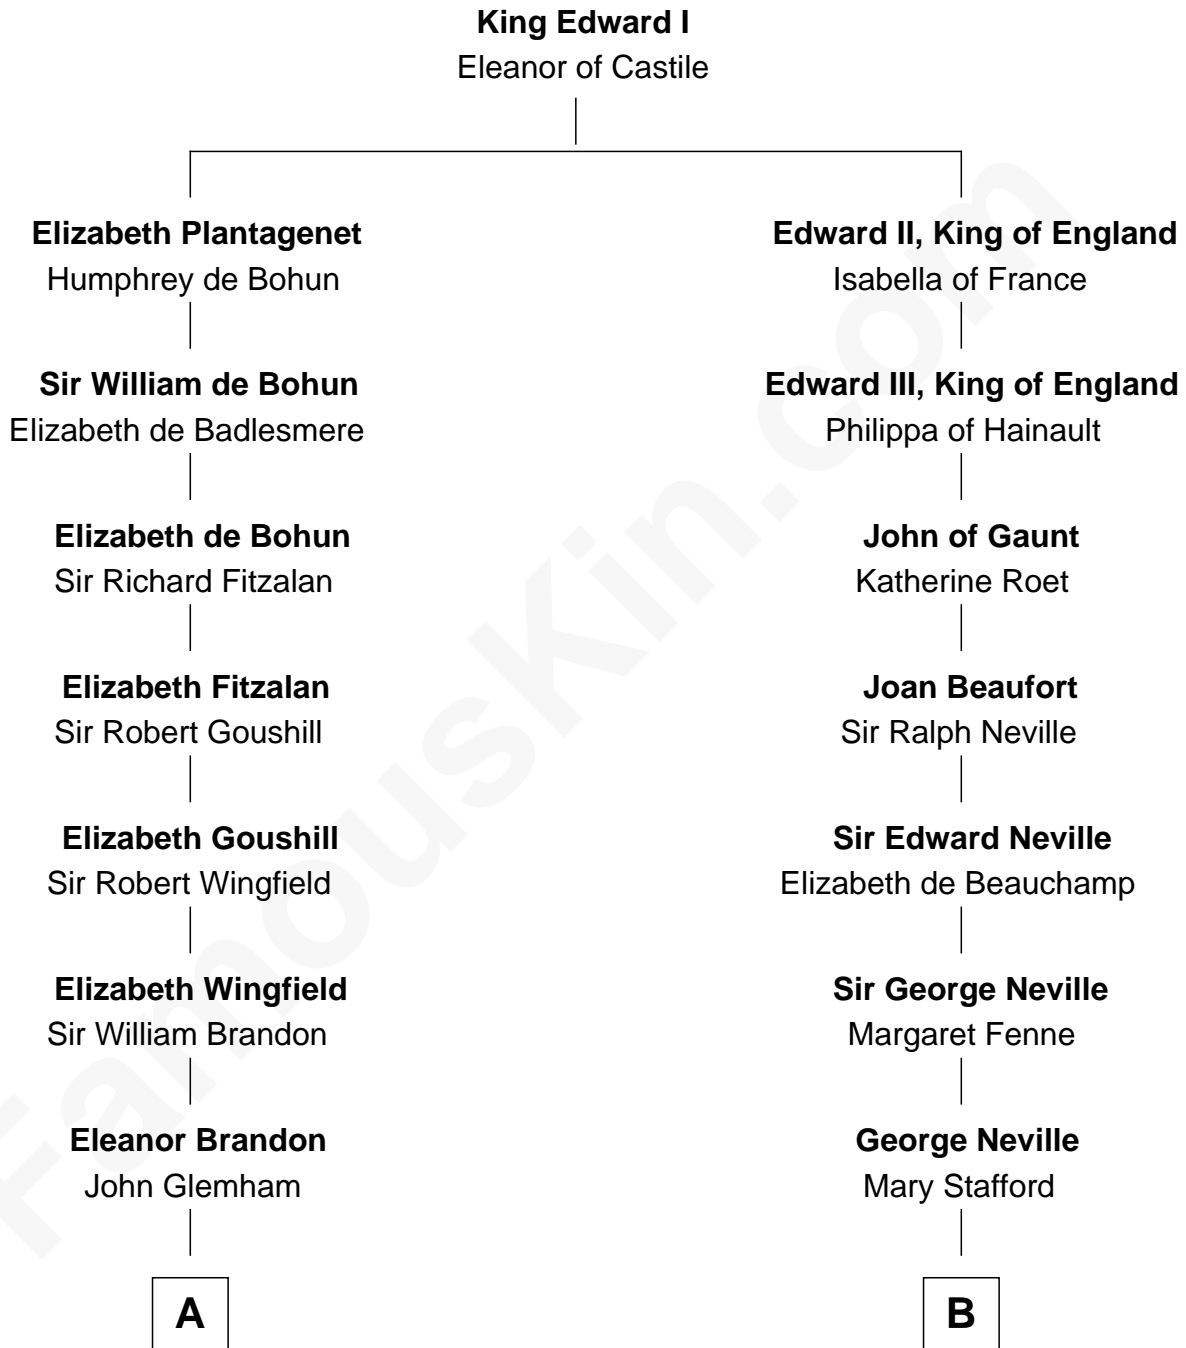 King Edward I
Eleanor of Castile
Elizabeth Plantagenet
Humphrey de Bohun
Edward II, King of England
Isabella of France
Sir William de Bohun
Elizabeth de Badlesmere
Edward III, King of England
Philippa of Hainault
Elizabeth de Bohun
Sir Richard Fitzalan
John of Gaunt
Katherine Roet
Elizabeth Fitzalan
Sir Robert Goushill
Joan Beaufort
Sir Ralph Neville
Elizabeth Goushill
Sir Robert Wingfield
Sir Edward Neville
Elizabeth de Beauchamp
Elizabeth Wingfield
Sir William Brandon
Sir George Neville
Margaret Fenne
Eleanor Brandon
John Glemham
George Neville
Mary Stafford
A
B
FamousKin.com